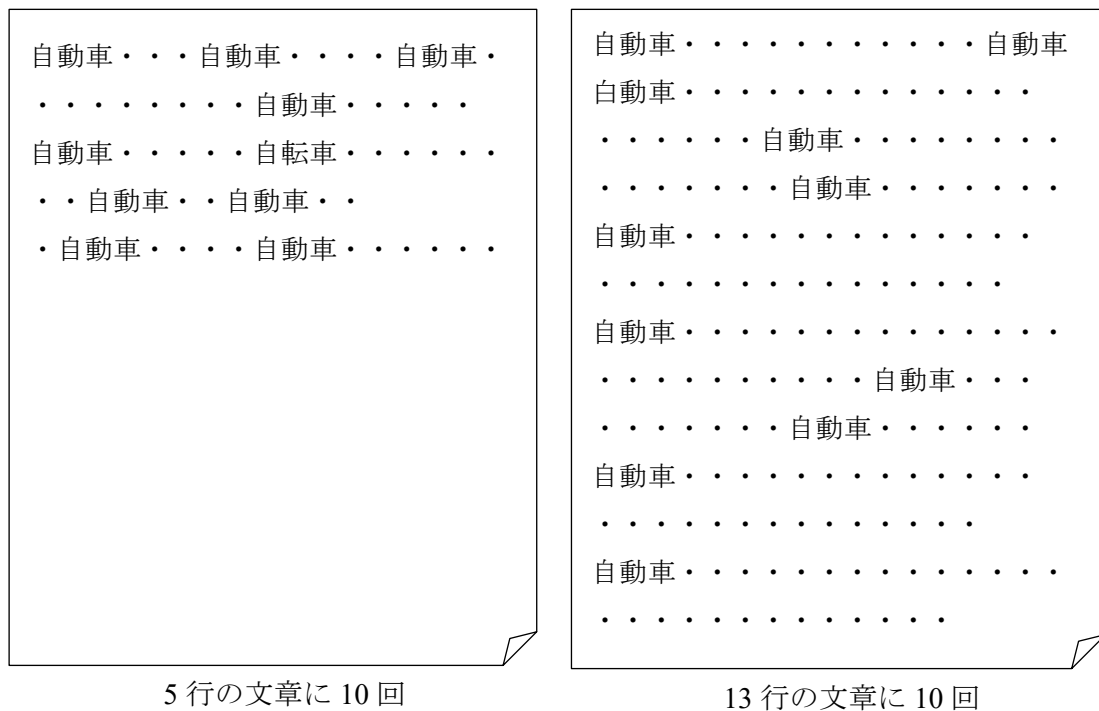 自動車・・・自動車・・・・自動車・
・・・・・・・・自動車・・・・・
自動車・・・・・自転車・・・・・・
・・自動車・・自動車・・
・自動車・・・・自動車・・・・・・
5 行の文章に 10 回
自動車・・・・・・・・・・・自動車
白動車・・・・・・・・・・・・・
・・・・・・自動車・・・・・・・・
・・・・・・・自動車・・・・・・・
自動車・・・・・・・・・・・・・
・・・・・・・・・・・・・・・
自動車・・・・・・・・・・・・・・
・・・・・・・・・・自動車・・・
・・・・・・・自動車・・・・・・
自動車・・・・・・・・・・・・・
・・・・・・・・・・・・・・
自動車・・・・・・・・・・・・・・
・・・・・・・・・・・・・
13 行の文章に 10 回